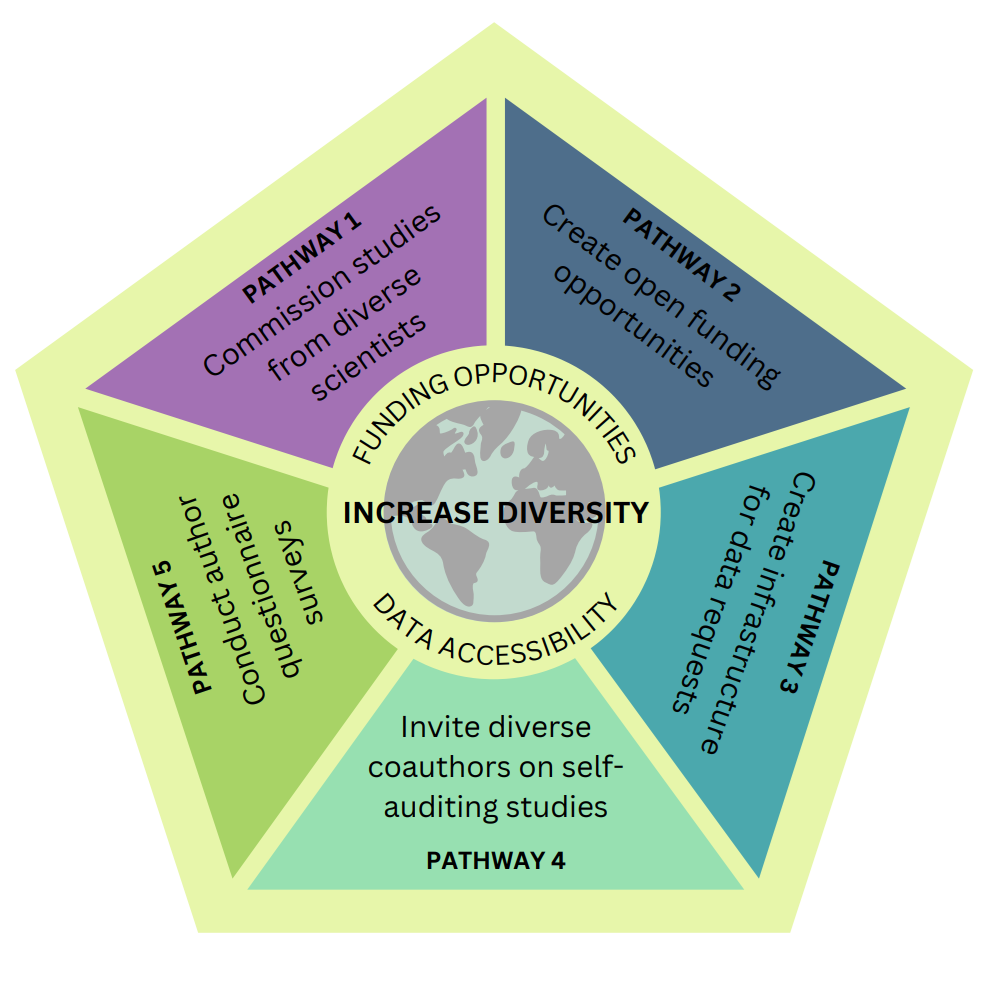 PATHWAY 1
Commission studies
from diverse
scientists
PATHWAY 2
Create open funding
opportunities
PATHWAY 3
Create infrastructure
for data requests
Invite diverse
coauthors on self-
auditing studies
PATHWAY 4
PATHWAY 5
Conduct author
questionnaire
surveys
FUNDING OPPORTUNITIES
INCREASE DIVERSITY
DATA ACCESSIBILITY